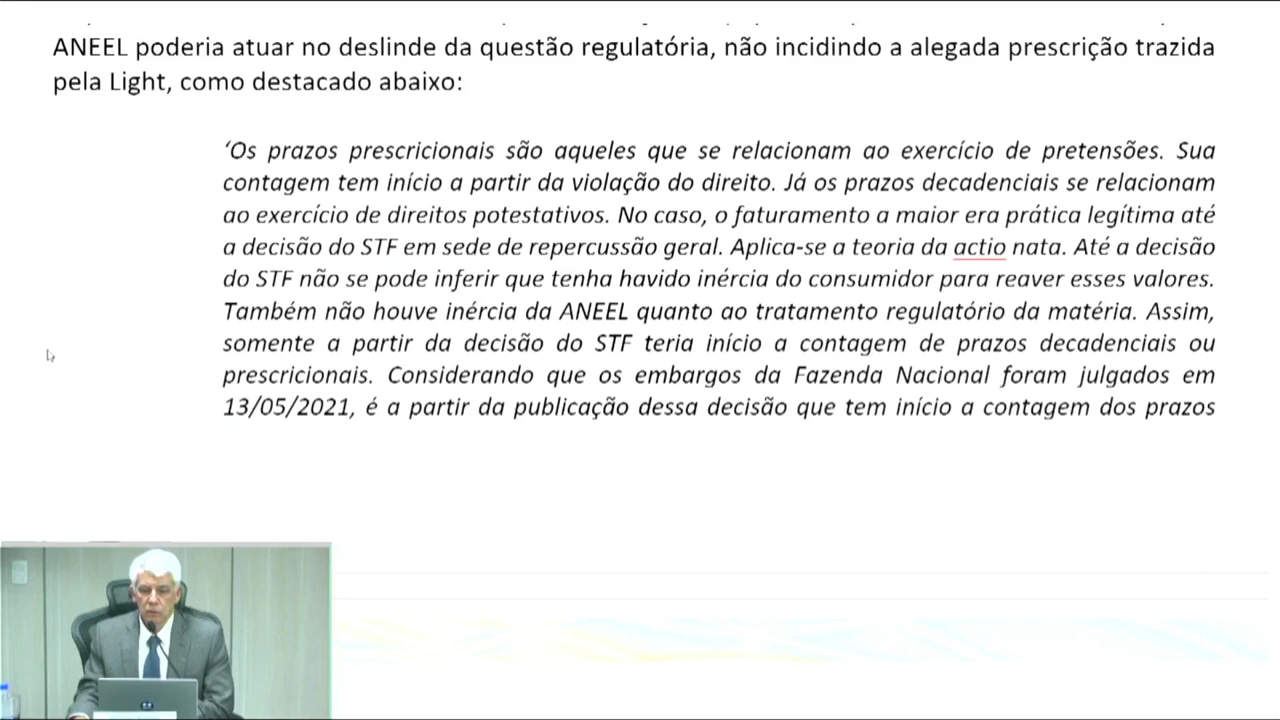 ANEEL poderia atuar no deslinde da questão regulatória, não incidindo a alegada prescrição trazida
pela Light, como destacado abaixo:
‘Os prazos prescricionais são aqueles que se relacionam ao exercício de pretensões. Sua
contagem tem início a partir da violação do direito. Já os prazos decadenciais se relacionam
ao exercício de direitos potestativos. No caso, o faturamento a maior era prática legítima até
a decisão do STF em sede de repercussão geral. Aplica-se a teoria da actio nata. Até a decisão
do STF não se pode inferir que tenha havido inércia do consumidor para reaver esses valores.
Também não houve inércia da ANEEL quanto ao tratamento regulatório da matéria. Assim,
somente a partir da decisão do STF teria início a contagem de prazos decadenciais ou
prescricionais. Considerando que os embargos da Fazenda Nacional foram julgados em
13/05/2021, é a partir da publicação dessa decisão que tem início a contagem dos prazos